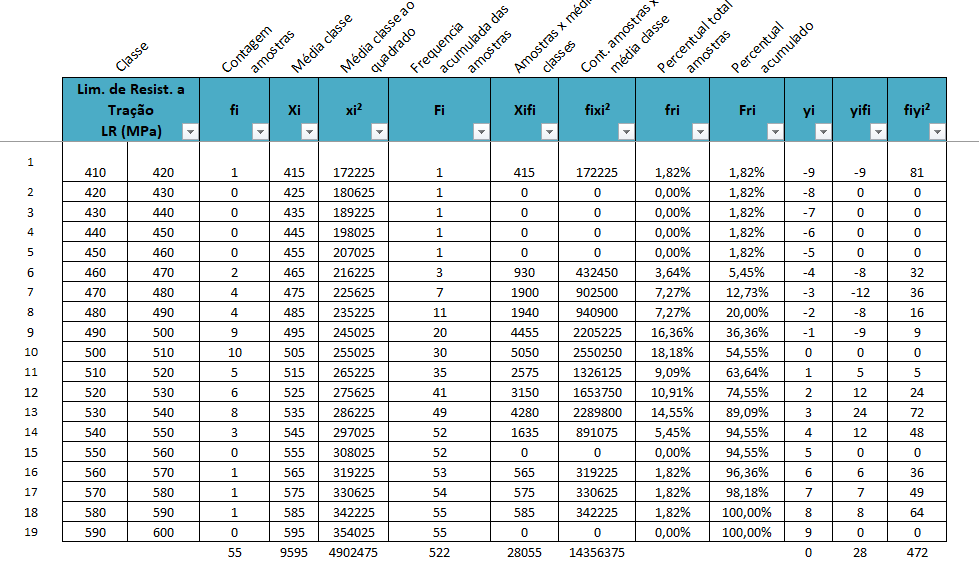 Classe
Contagem
amostras
Média classe
Média classe ao
quadrado
Frequencia
acumulada das
amostras
Amostras x média
classes
Cont. amostras x
média classe
Percentual total
amostras
Percentual
acumulado
Lim. de Resist. a
Tração
LR (MPa) fi Xi xi² Fi Xifi fixi² fri Fri yi yifi fiyi²
1 410 420 1 415 172225 1 415 172225 1,82% 1,82% -9 -9 81
2 420 430 0 425 180625 1 0 0 0,00% 1,82% -8 0 0
3 430 440 0 435 189225 1 0 0 0,00% 1,82% -7 0 0
4 440 450 0 445 198025 1 0 0 0,00% 1,82% -6 0 0
5 450 460 0 455 207025 1 0 0 0,00% 1,82% -5 0 0
6 460 470 2 465 216225 3 930 432450 3,64% 5,45% -4 -8 32
7 470 480 4 475 225625 7 1900 902500 7,27% 12,73% -3 -12 36
8 480 490 4 485 235225 11 1940 940900 7,27% 20,00% -2 -8 16
9 490 500 9 495 245025 20 4455 2205225 16,36% 36,36% -1 -9 9
10 500 510 10 505 255025 30 5050 2550250 18,18% 54,55% 0 0 0
11 510 520 5 515 265225 35 2575 1326125 9,09% 63,64% 1 5 5
12 520 530 6 525 275625 41 3150 1653750 10,91% 74,55% 2 12 24
13 530 540 8 535 286225 49 4280 2289800 14,55% 89,09% 3 24 72
14 540 550 3 545 297025 52 1635 891075 5,45% 94,55% 4 12 48
15 550 560 0 555 308025 52 0 0 0,00% 94,55% 5 0 0
16 560 570 1 565 319225 53 565 319225 1,82% 96,36% 6 6 36
17 570 580 1 575 330625 54 575 330625 1,82% 98,18% 7 7 49
18 580 590 1 585 342225 55 585 342225 1,82% 100,00% 8 8 64
19 590 600 0 595 354025 55 0 0 0,00% 100,00% 9 0 0
55 9595 4902475 522 28055 14356375 0 28 472